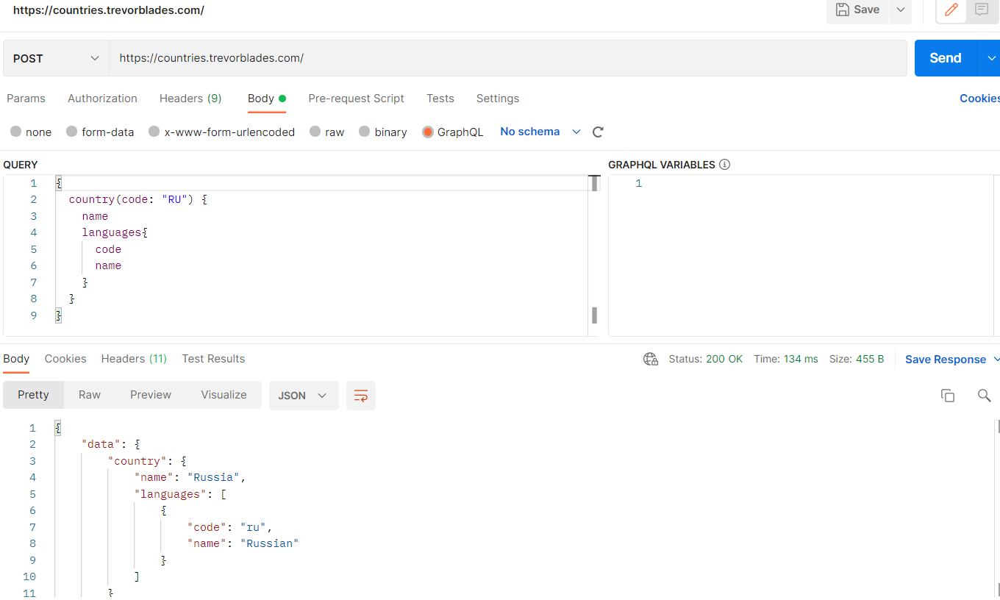 https://countries.trevorblades.com/
Save
POST https://countries.trevorblades.com/ Send
Params Authorization Headers (9) Body Pre-request Script Tests Settings Cookies
none form-data x-www-form-urlencoded raw binary GraphQL No schema
QUERY GRAPHQL VARIABLES
1 { 1
2 country(code: "RU") {
3 name
4 languages{
5 code
6 name
7 }
8 }
9 }
Body Cookies Headers (11) Test Results Status: 200 OK Time: 134 ms Size: 455 B Save Response
Pretty Raw Preview Visualize JSON
1 {
2 "data": {
3 "country": {
4 "name": "Russia",
5 "languages": [
6 {
7 "code": "ru",
8 "name": "Russian"
9 }
10 ]
11 }